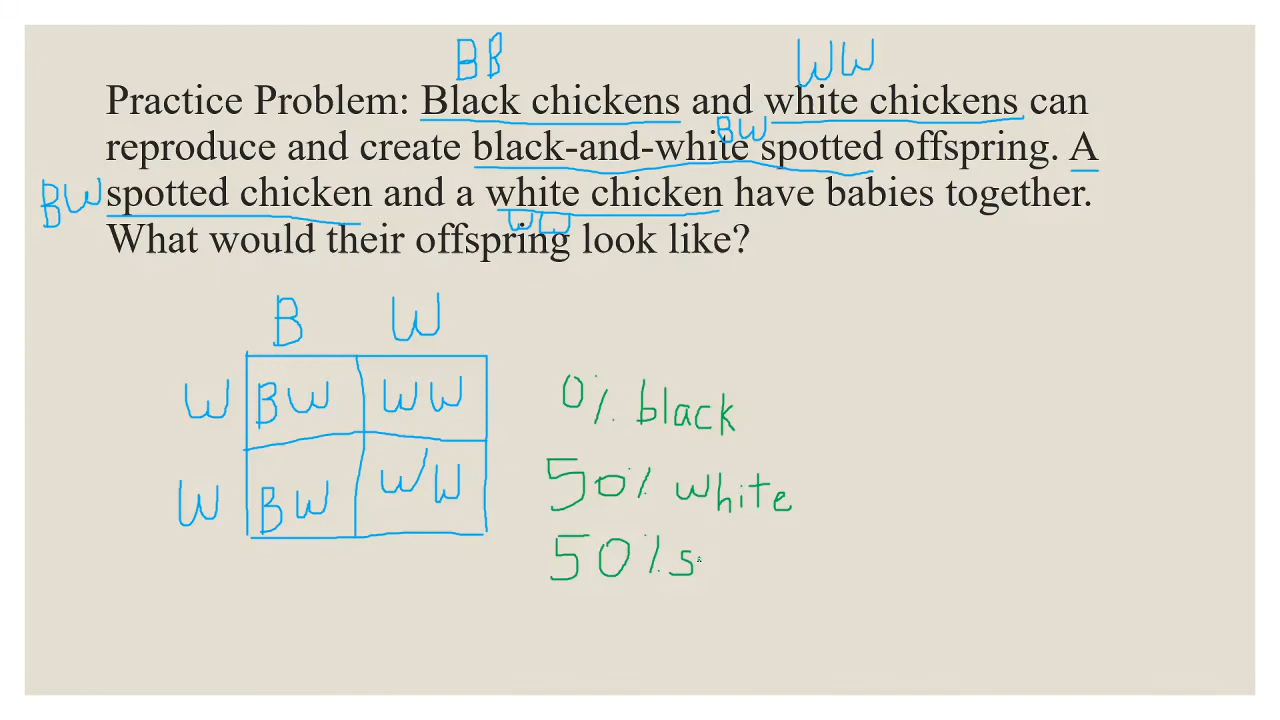 BB WW
Practice Problem: Black chickens and white chickens can
BW
reproduce and create black-and-white spotted offspring. A
BW spotted chicken and a white chicken have babies together.
WW
What would their offspring look like?
B W
W BW WW
W BW WW
0% black
50% white
50% s